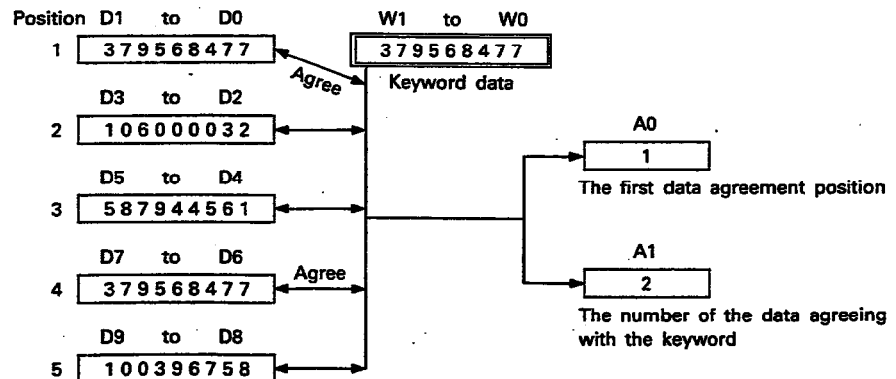 Position D1 to D0 W1 to W0
1 379568477 379568477
Agree Keyword data
D3 to D2
2 106000032
A0
1
D5 to D4
The first data agreement position
3 587944561
D7 to D6 Agree
A1
4 379568477
2
D9 to D8
The number of the data agreeing
with the keyword
5 100396758